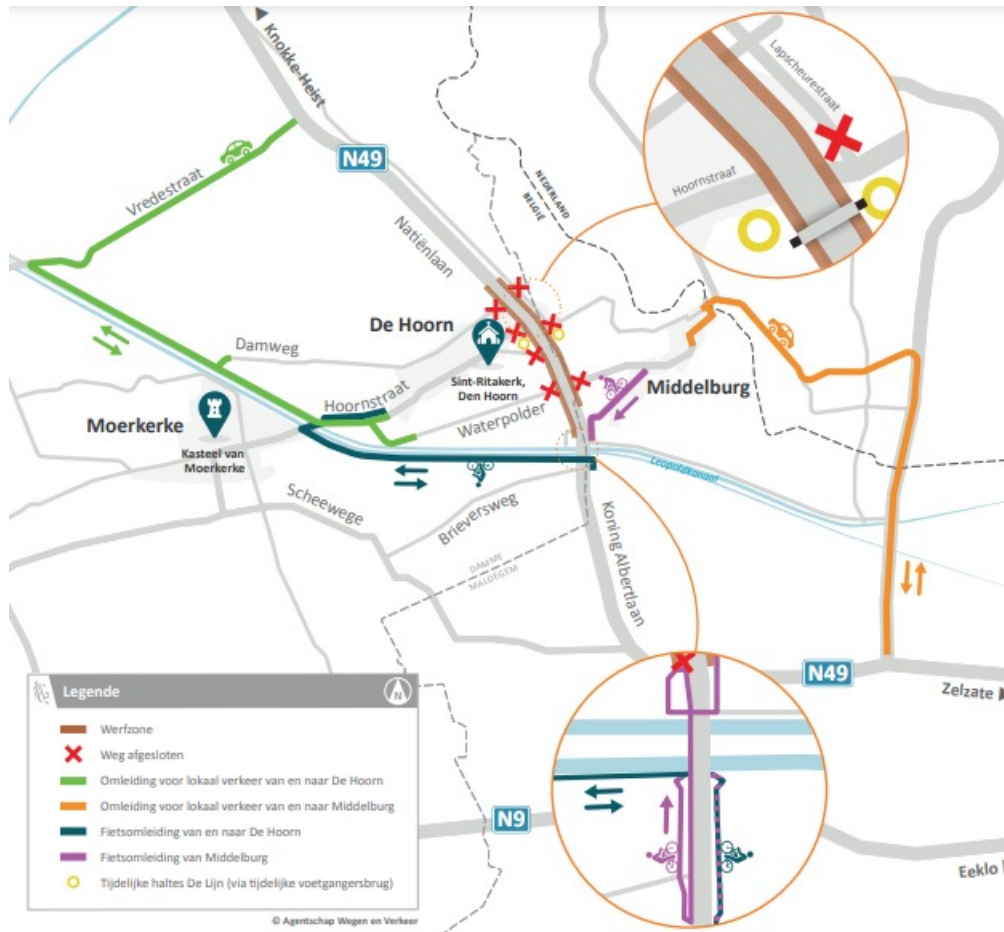 Knokke-Heist
Lapscheurestraat
N49
Vredestraat
NEDERLAND
BELGIË
Hoornstraat
Natiënlaan
De Hoorn
Damweg
Sint-Ritakerk,
Den Hoorn
Middelburg
Hoornstraat
Waterpolder
Moerkerke
Kasteel van
Moerkerke
Leopoldkanaal
Scheewege
Brieversweg
Koning Albertlaan
DAMME
MALDEGEM
N49
Zelzate
Legende
N
Werfzone
Weg afgesloten
Omleiding voor lokaal verkeer van en naar De Hoorn
Omleiding voor lokaal verkeer van en naar Middelburg
Fietsomleiding van en naar De Hoorn
Fietsomleiding van Middelburg
Tijdelijke haltes De Lijn (via tijdelijke voetgangersbrug)
N9
Eeklo
© Agentschap Wegen en Verkeer